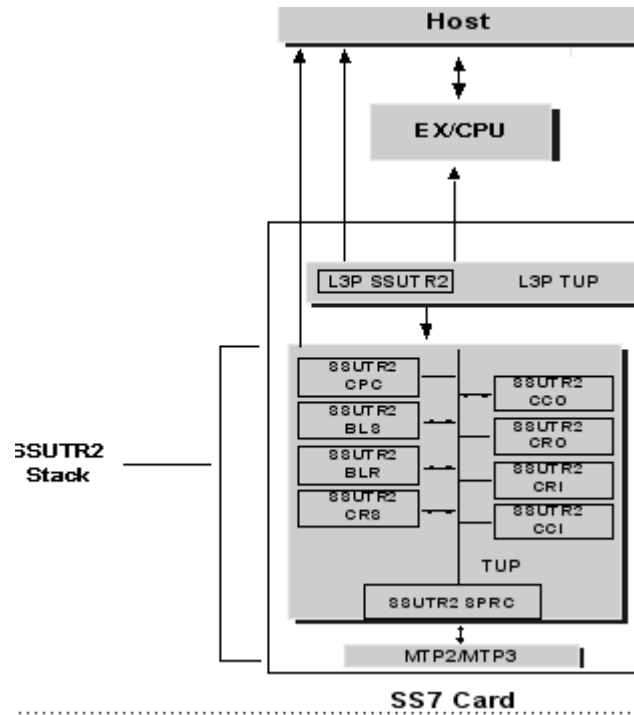 Host
EX/CPU
L3P SSUTR2
L3P TUP
SSUTR2
CPC
SSUTR2
BLS
SSUTR2
BLR
SSUTR2
CRS
SSUTR2
CCO
SSUTR2
CRO
SSUTR2
CRI
SSUTR2
CCI
SSUTR2
Stack
TUP
SSUTR2 SPRC
MTP2/MTP3
SS7 Card